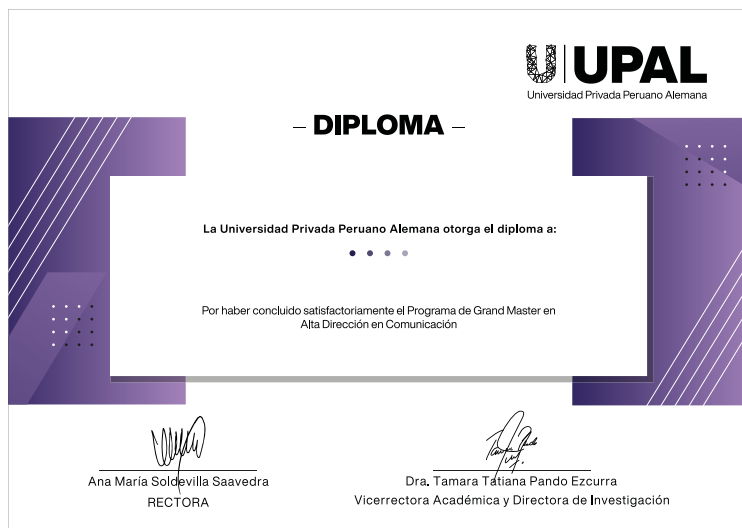 UPAL
Universidad Privada Peruano Alemana
– DIPLOMA –
La Universidad Privada Peruano Alemana otorga el diploma a:
Por haber concluido satisfactoriamente el Programa de Grand Master en
Alta Dirección en Comunicación
Ana María Soldevilla Saavedra
RECTORA
Dra. Tamara Tatiana Pando Ezcurra
Vicerrectora Académica y Directora de Investigación